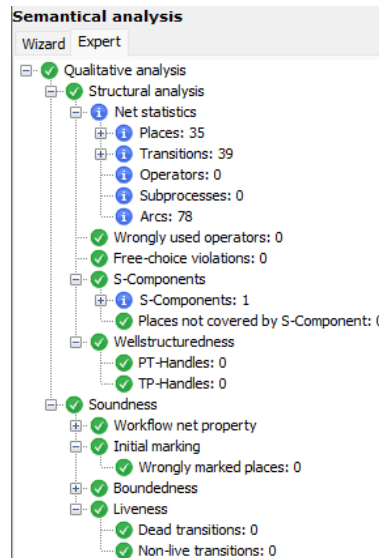 Semantical analysis
Wizard Expert
Qualitative analysis
Structural analysis
Net statistics
Places: 35
Transitions: 39
Operators: 0
Subprocesses: 0
Arcs: 78
Wrongly used operators: 0
Free-choice violations: 0
S-Components
S-Components: 1
Places not covered by S-Component: 0
Wellstructuredness
PT-Handles: 0
TP-Handles: 0
Soundness
Workflow net property
Initial marking
Wrongly marked places: 0
Boundedness
Liveness
Dead transitions: 0
Non-live transitions: 0